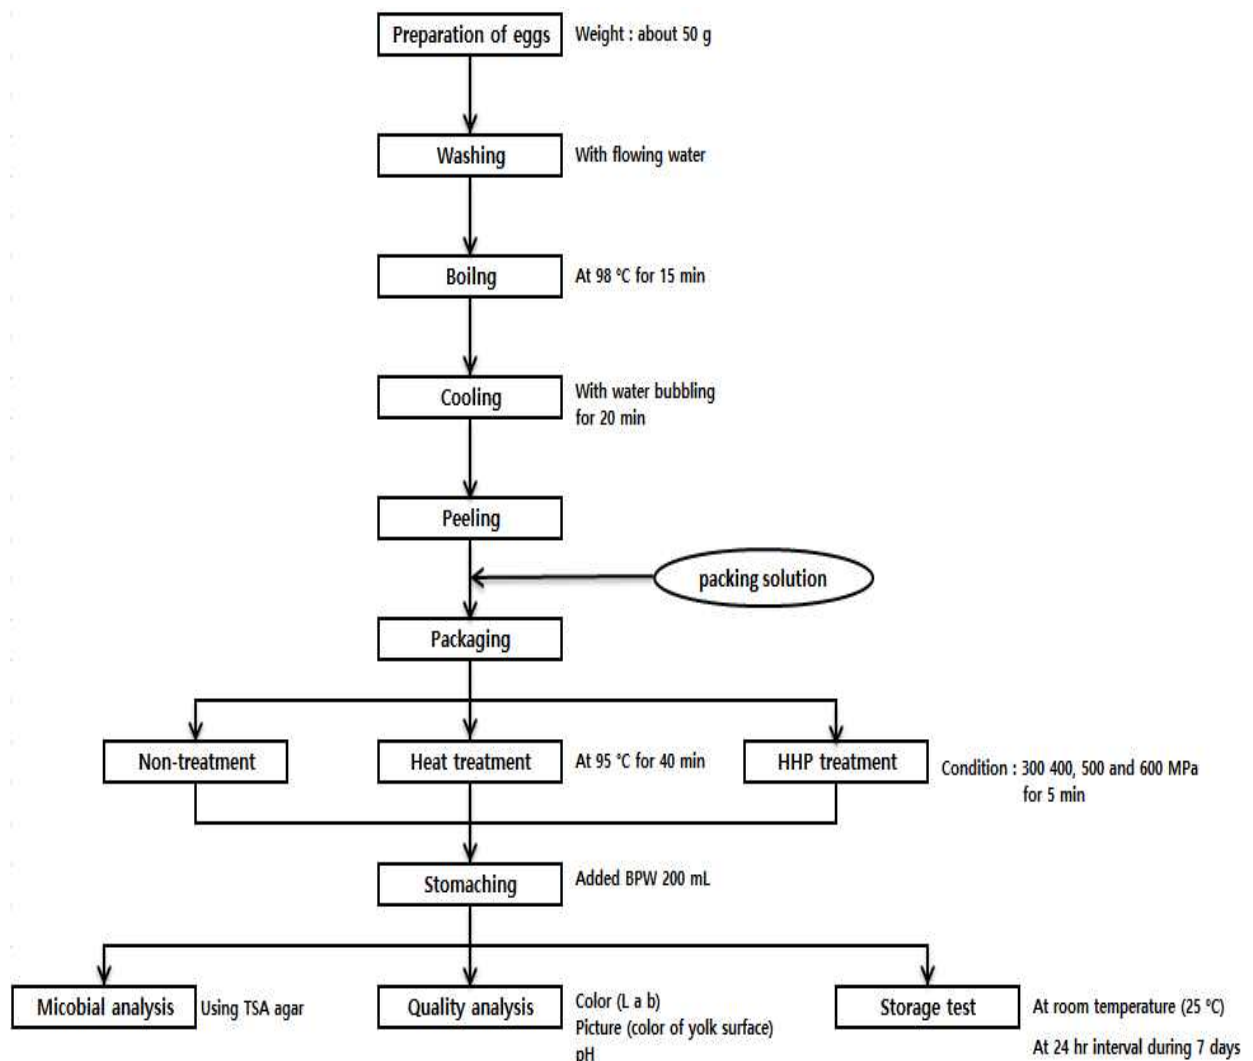 Preparation of eggs
Weight : about 50 g
Washing
With flowing water
Boilng
At 98 ℃ for 15 min
Cooling
With water bubbling
for 20 min
Peeling
packing solution
Packaging
Non-treatment
Heat treatment
At 95 ℃ for 40 min
HHP treatment
Condition : 300 400, 500 and 600 MPa
for 5 min
Stomaching
Added BPW 200 mL
Micobial analysis
Using TSA agar
Quality analysis
Color (L a b)
Picture (color of yolk surface)
pH
Storage test
At room temperature (25 ℃)
At 24 hr interval during 7 days